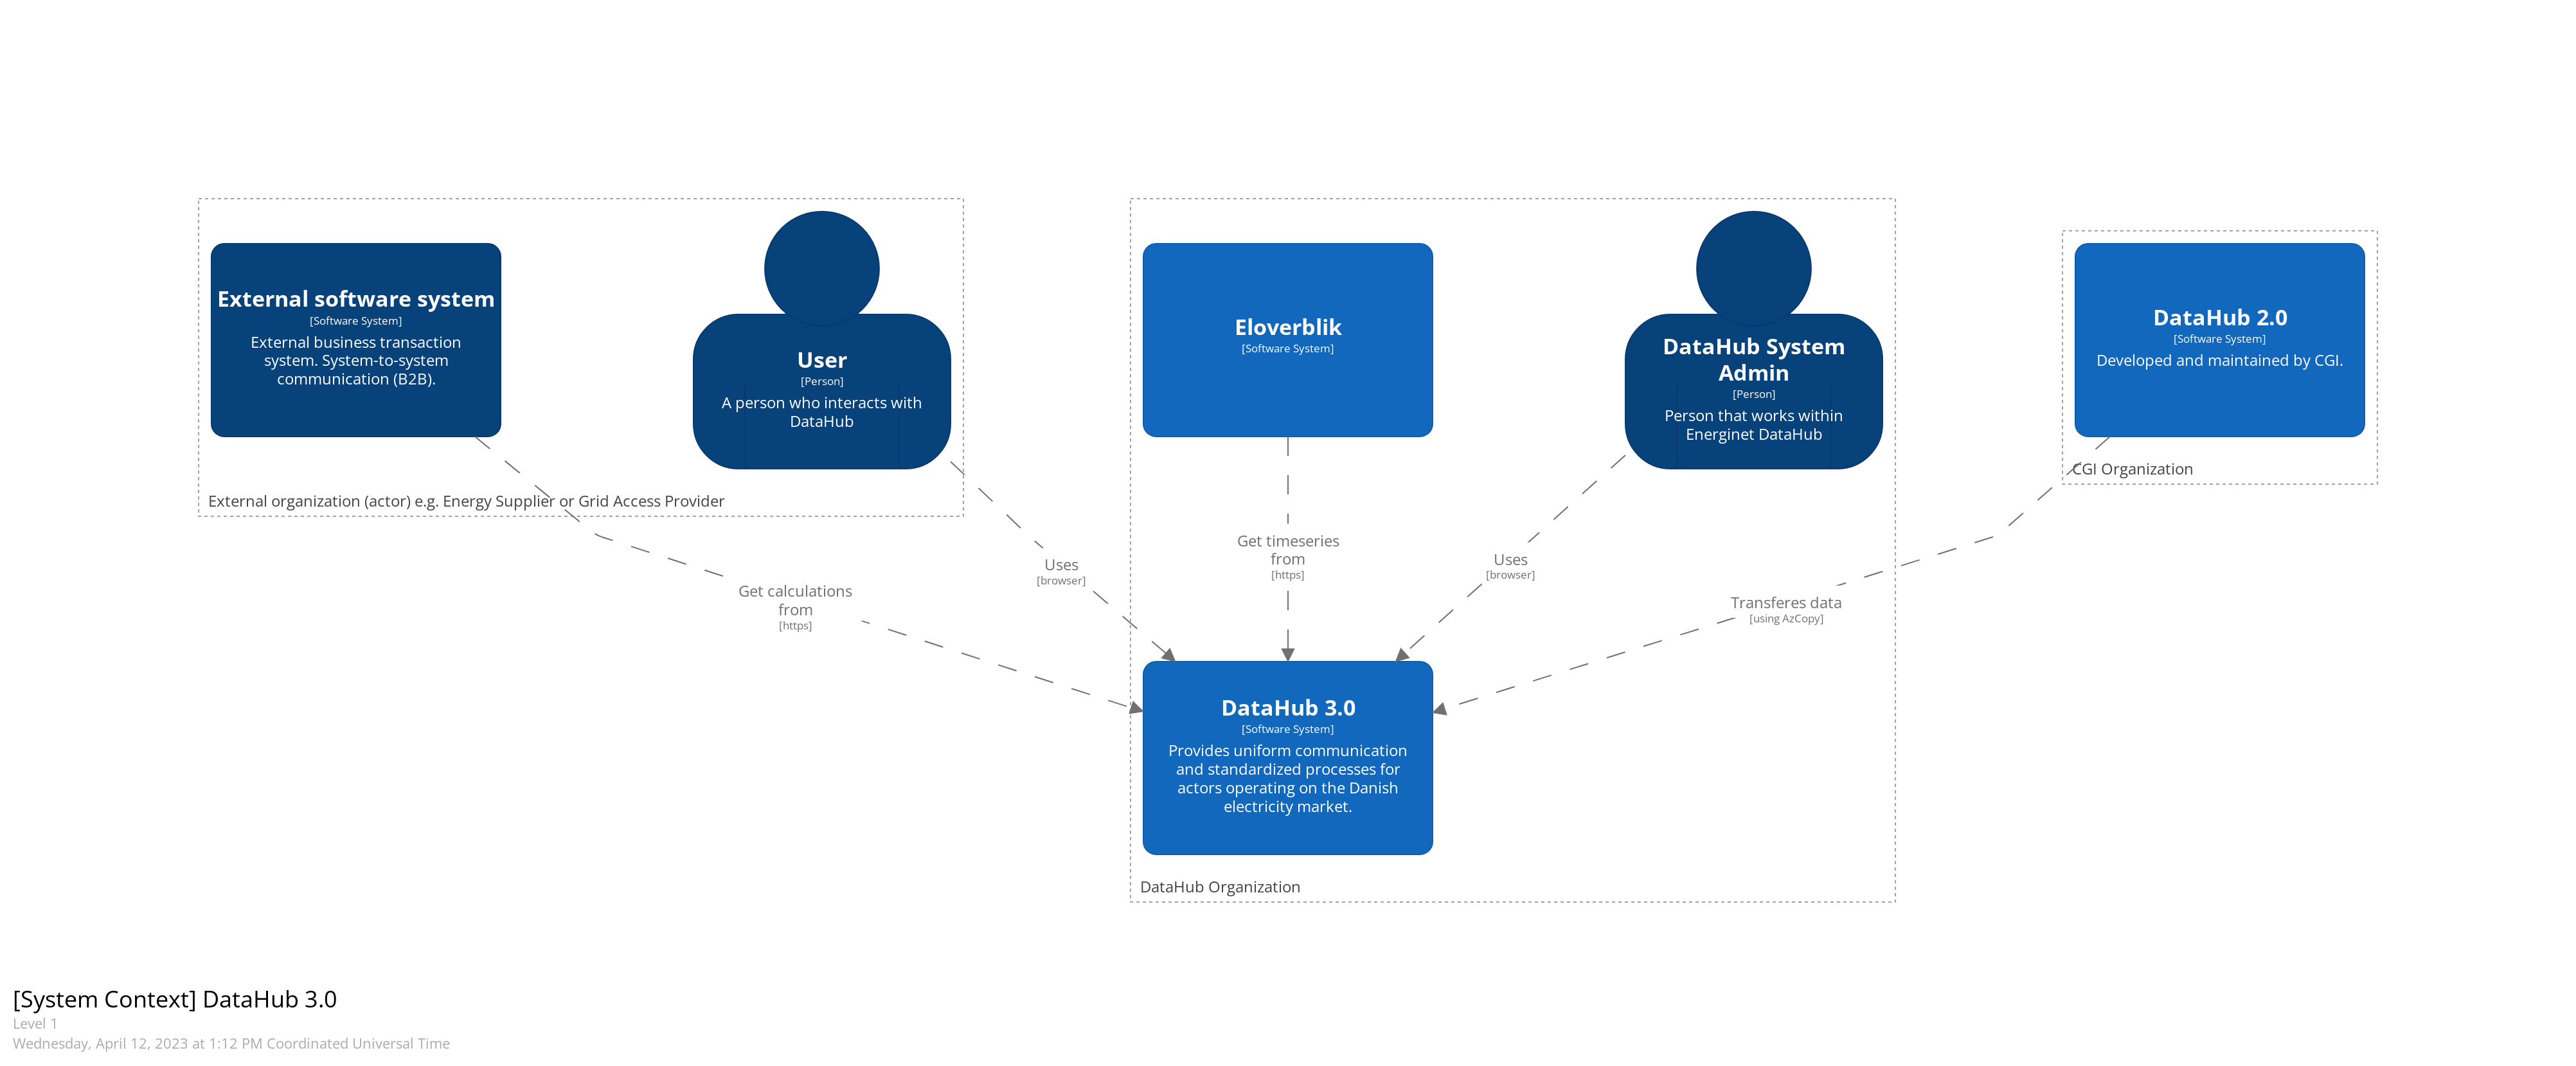 External software system
[Software System]
External business transaction
system. System-to-system
communication (B2B).
User
[Person]
A person who interacts with
DataHub
External organization (actor) e.g. Energy Supplier or Grid Access Provider
Eloverblik
[Software System]
DataHub System
Admin
[Person]
Person that works within
Energinet DataHub
DataHub 2.0
[Software System]
Developed and maintained by CGI.
CGI Organization
Get calculations
from
[https]
Uses
[browser]
Get timeseries
from
[https]
Uses
[browser]
Transferes data
[using AzCopy]
DataHub 3.0
[Software System]
Provides uniform communication
and standardized processes for
actors operating on the Danish
electricity market.
DataHub Organization
[System Context] DataHub 3.0
Level 1
Wednesday, April 12, 2023 at 1:12 PM Coordinated Universal Time